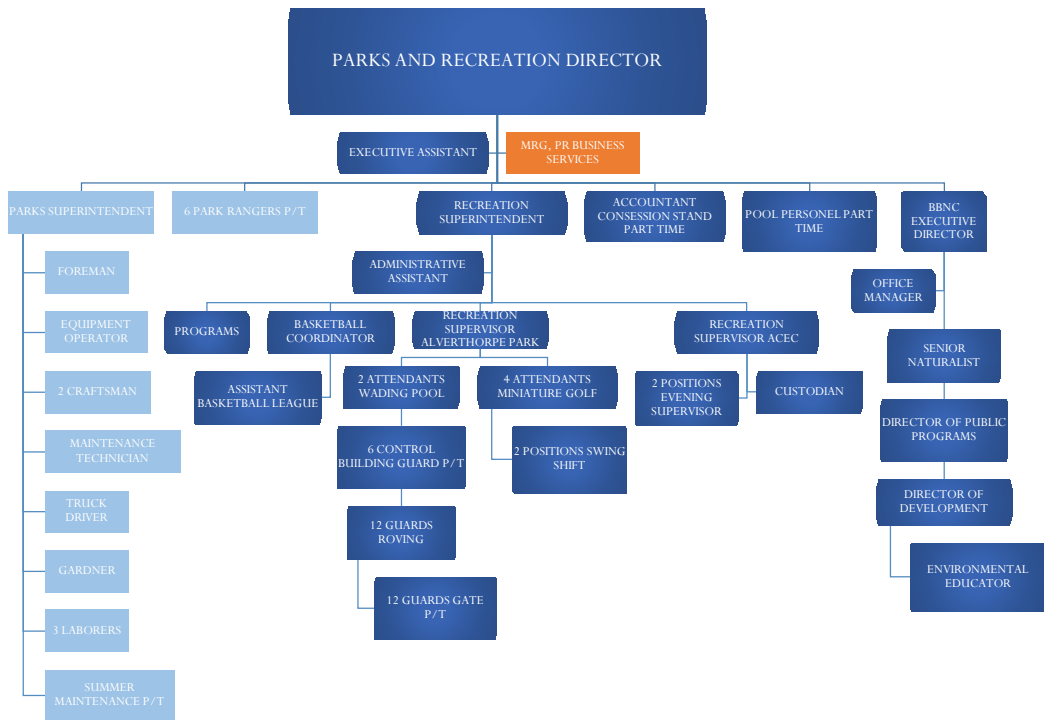 PARKS AND RECREATION DIRECTOR
EXECUTIVE ASSISTANT
MRG, PR BUSINESS
SERVICES
PARKS SUPERINTENDENT
6 PARK RANGERS P/T
RECREATION
SUPERINTENDENT
ACCOUNTANT
CONSESSION STAND
PART TIME
POOL PERSONEL PART
TIME
BBNC
EXECUTIVE
DIRECTOR
FOREMAN
EQUIPMENT
OPERATOR
2 CRAFTSMAN
MAINTENANCE
TECHNICIAN
TRUCK
DRIVER
GARDNER
3 LABORERS
SUMMER
MAINTENANCE P/T
ADMINISTRATIVE
ASSISTANT
PROGRAMS
BASKETBALL
COORDINATOR
ASSISTANT
BASKETBALL LEAGUE
RECREATION
SUPERVISOR
ALVERTHORPE PARK
2 ATTENDANTS
WADING POOL
6 CONTROL
BUILDING GUARD P/T
12 GUARDS
ROVING
12 GUARDS GATE
P/T
4 ATTENDANTS
MINIATURE GOLF
2 POSITIONS SWING
SHIFT
RECREATION
SUPERVISOR ACEC
2 POSITIONS
EVENING
SUPERVISOR
CUSTODIAN
OFFICE
MANAGER
SENIOR
NATURALIST
DIRECTOR OF PUBLIC
PROGRAMS
DIRECTOR OF
DEVELOPMENT
ENVIRONMENTAL
EDUCATOR